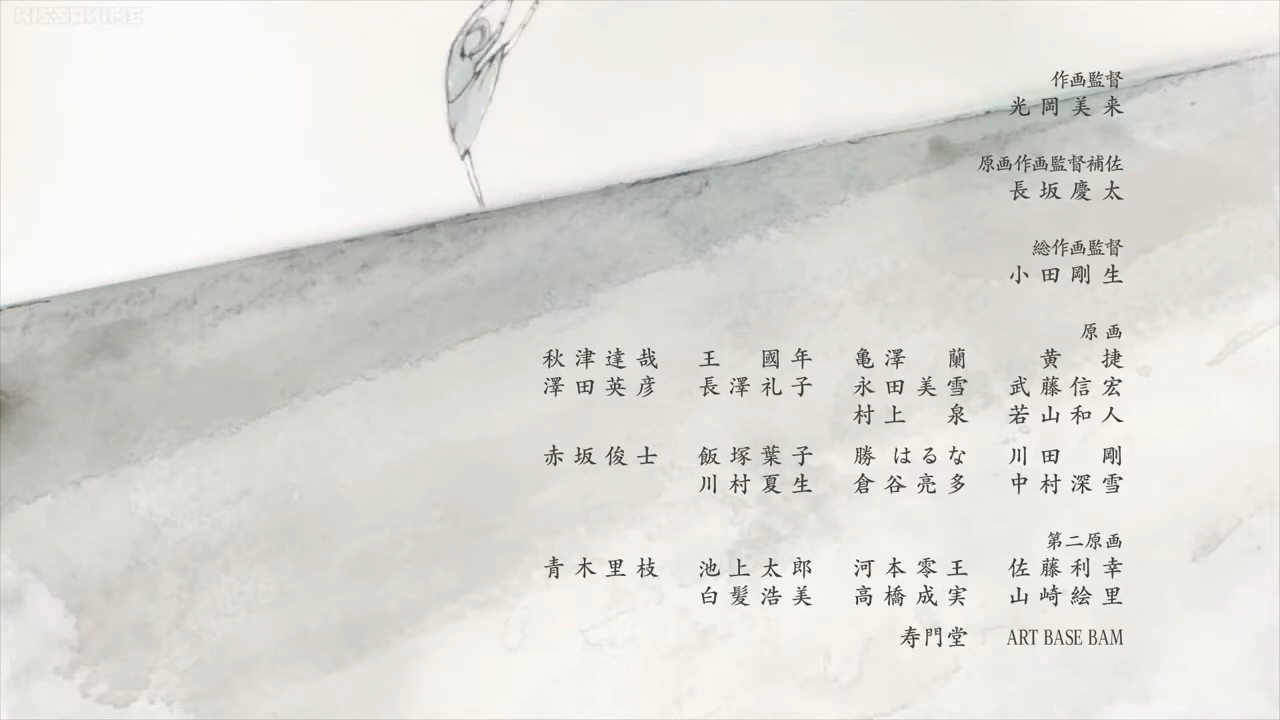 KISSANIME
作画監督
光岡美来
原画作画監督補佐
長坂慶太
総作画監督
小田剛生
原画
秋津達哉 王 國年 亀澤 蘭 黄 捷
澤田英彦 長澤礼子 永田美雪 武藤信宏
村上 泉 若山和人
赤坂俊士 飯塚葉子 勝 はるな 川田 剛
川村夏生 倉谷亮多 中村深雪
第二原画
青木里枝 池上太郎 河本零王 佐藤利幸
白髪浩美 高橋成実 山崎絵里
寿門堂 ART BASE BAM